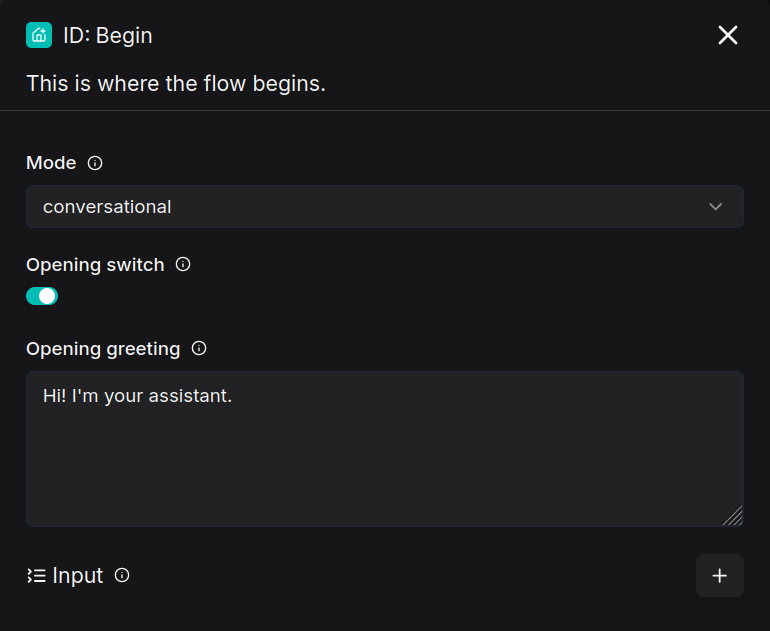 ID: Begin
This is where the flow begins.
Mode
conversational
Opening switch
Opening greeting
Hi! I'm your assistant.
Input